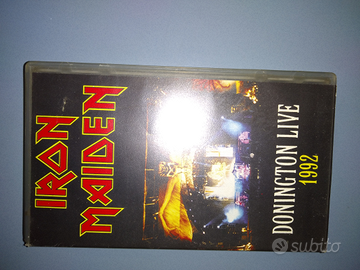 IRON
MAIDEN
DONINGTON LIVE
1992
subito